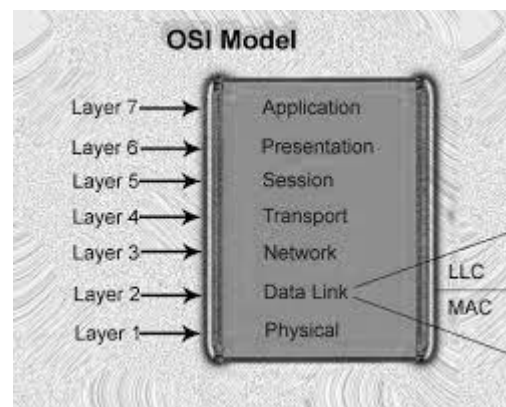 OSI Model
Layer 7 Application
Layer 6 Presentation
Layer 5 Session
Layer 4 Transport
Layer 3 Network
LLC
Layer 2 Data Link
MAC
Layer 1 Physical